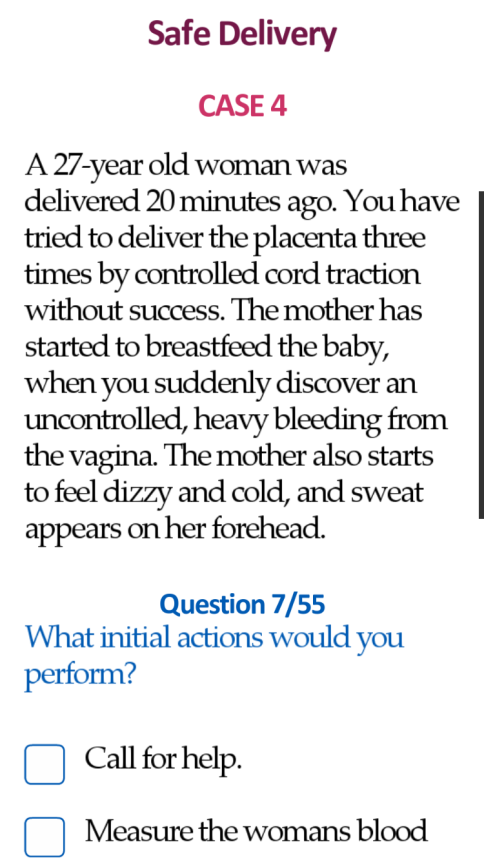 Safe Delivery
CASE 4
A 27-year old woman was
delivered 20 minutes ago. You have
tried to deliver the placenta three
times by controlled cord traction
without success. The mother has
started to breastfeed the baby,
when you suddenly discover an
uncontrolled, heavy bleeding from
the vagina. The mother also starts
to feel dizzy and cold, and sweat
appears on her forehead.
Question 7/55
What initial actions would you
perform?
Call for help.
Measure the womans blood